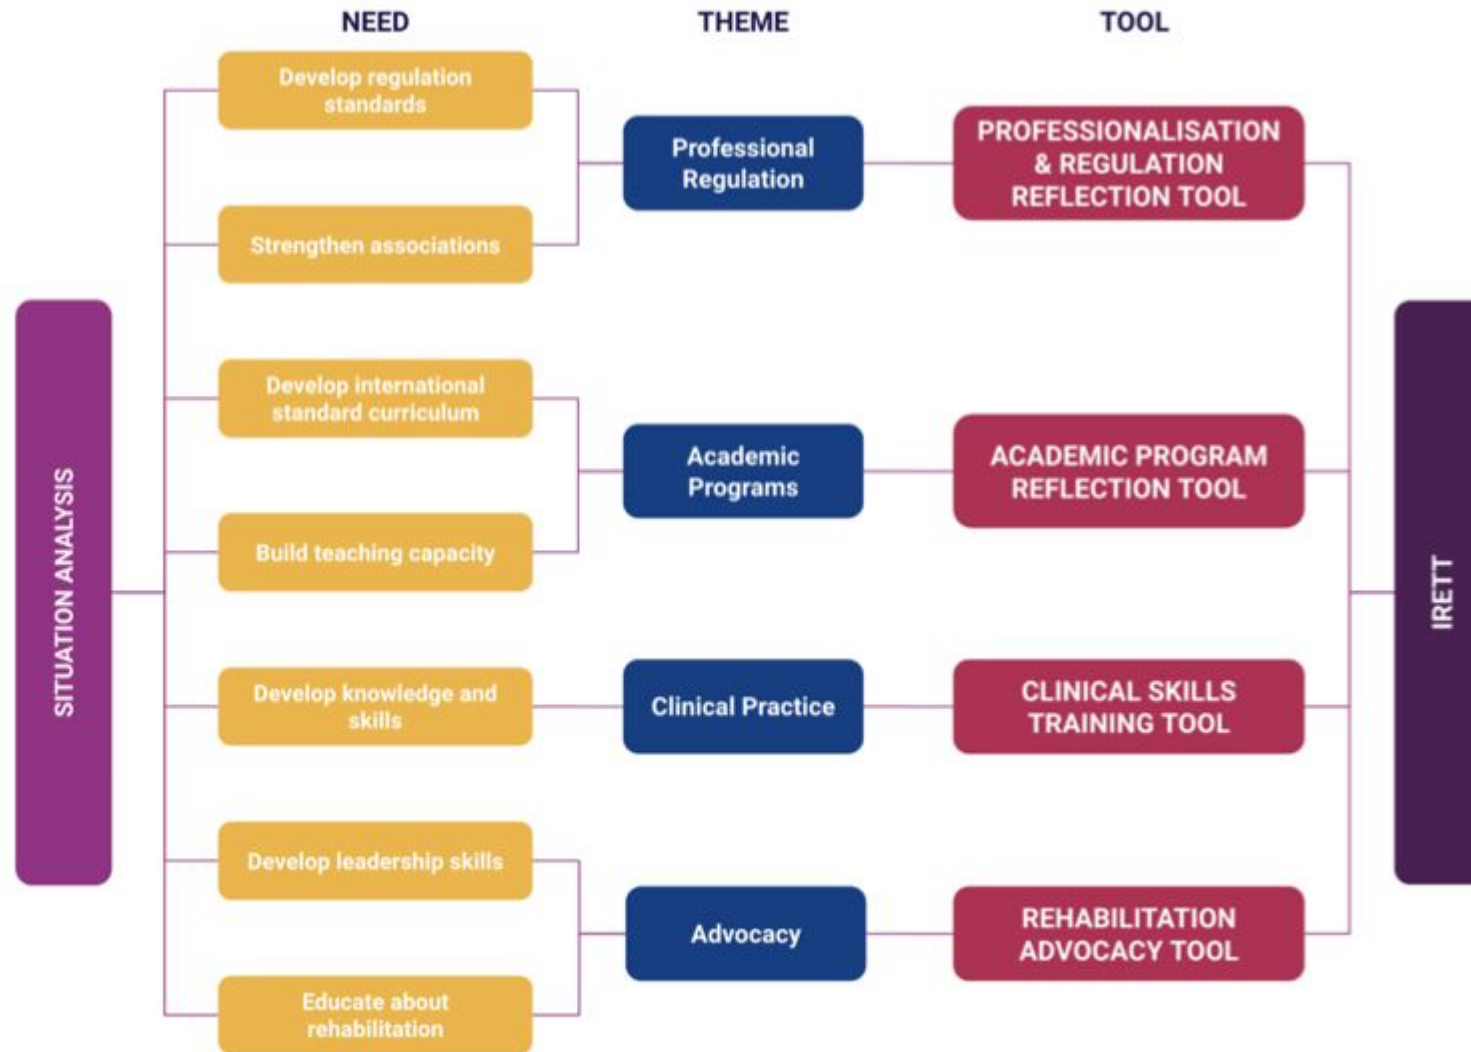 NEED
THEME
TOOL
SITUATION ANALYSIS
Develop regulation
standards
Strengthen associations
Develop international
standard curriculum
Build teaching capacity
Develop knowledge and
skills
Develop leadership skills
Educate about
rehabilitation
Professional
Regulation
Academic
Programs
Clinical Practice
Advocacy
PROFESSIONALISATION
& REGULATION
REFLECTION TOOL
ACADEMIC PROGRAM
REFLECTION TOOL
CLINICAL SKILLS
TRAINING TOOL
REHABILITATION
ADVOCACY TOOL
IRETT